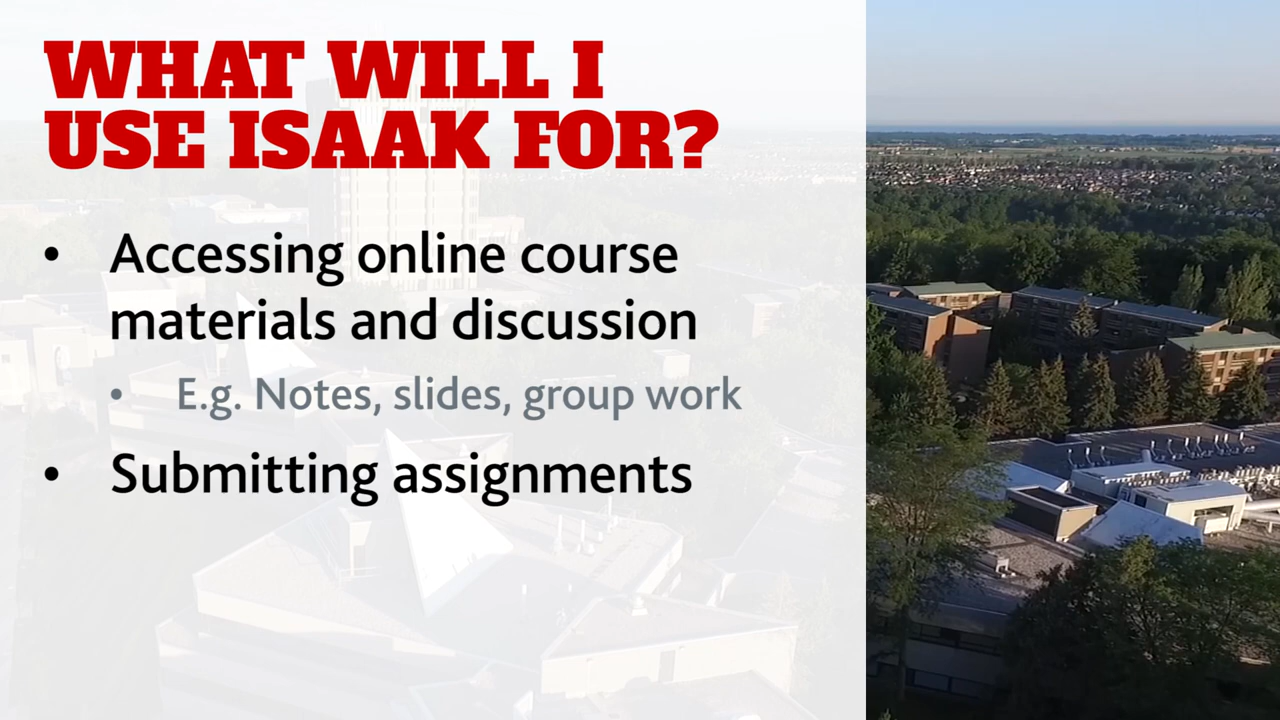 WHAT WILL I
USE ISAAK FOR?
• Accessing online course
materials and discussion
• E.g. Notes, slides, group work
• Submitting assignments